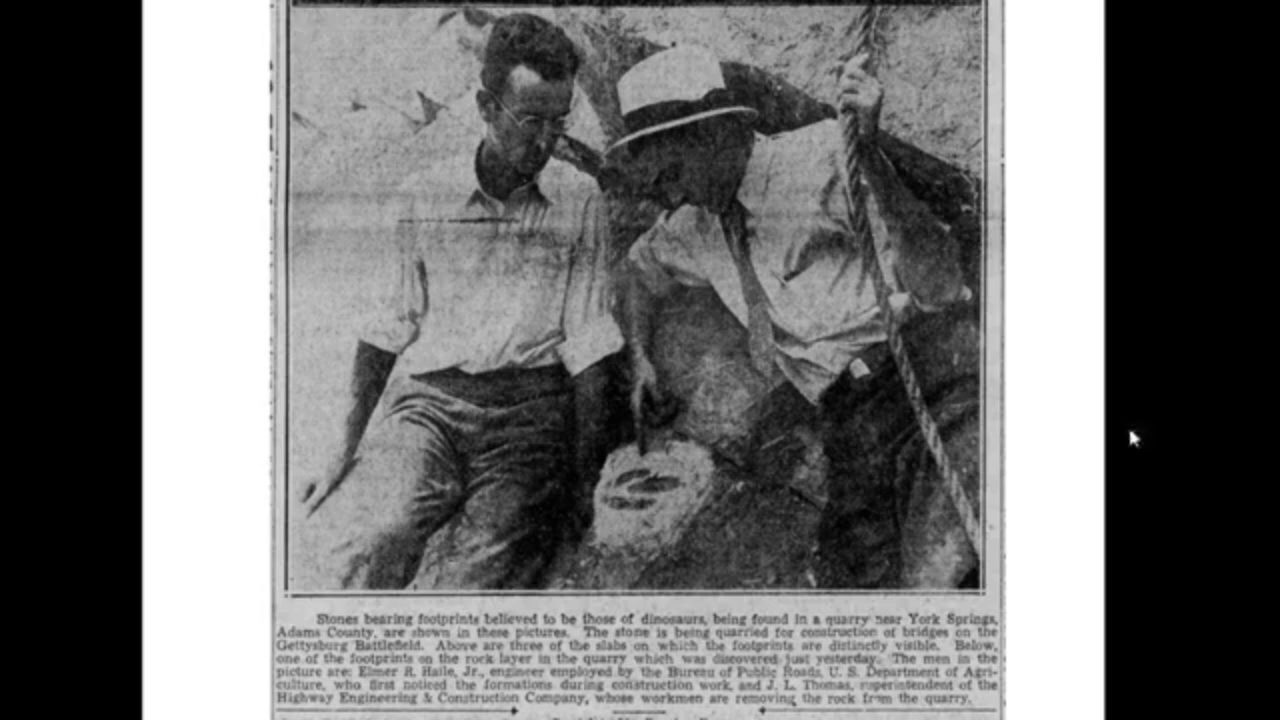 Stones bearing footprints believed to be those of dinosaurs, being found in a quarry near York Springs,
Adams County, are shown in these pictures. The stone is being quarried for construction of bridges on the
Gettysburg Battlefield. Above are three of the slabs on which the footprints are distinctly visible. Below,
one of the footprints on the rock layer in the quarry which was discovered just yesterday. The men in the
picture are: Elmer R. Haile, Jr., engineer employed by the Bureau of Public Roads, U. S. Department of Agri-
culture, who first noticed the formations during construction work, and J. L. Thomas, superintendent of the
Highway Engineering & Construction Company, whose workmen are removing the rock from the quarry.